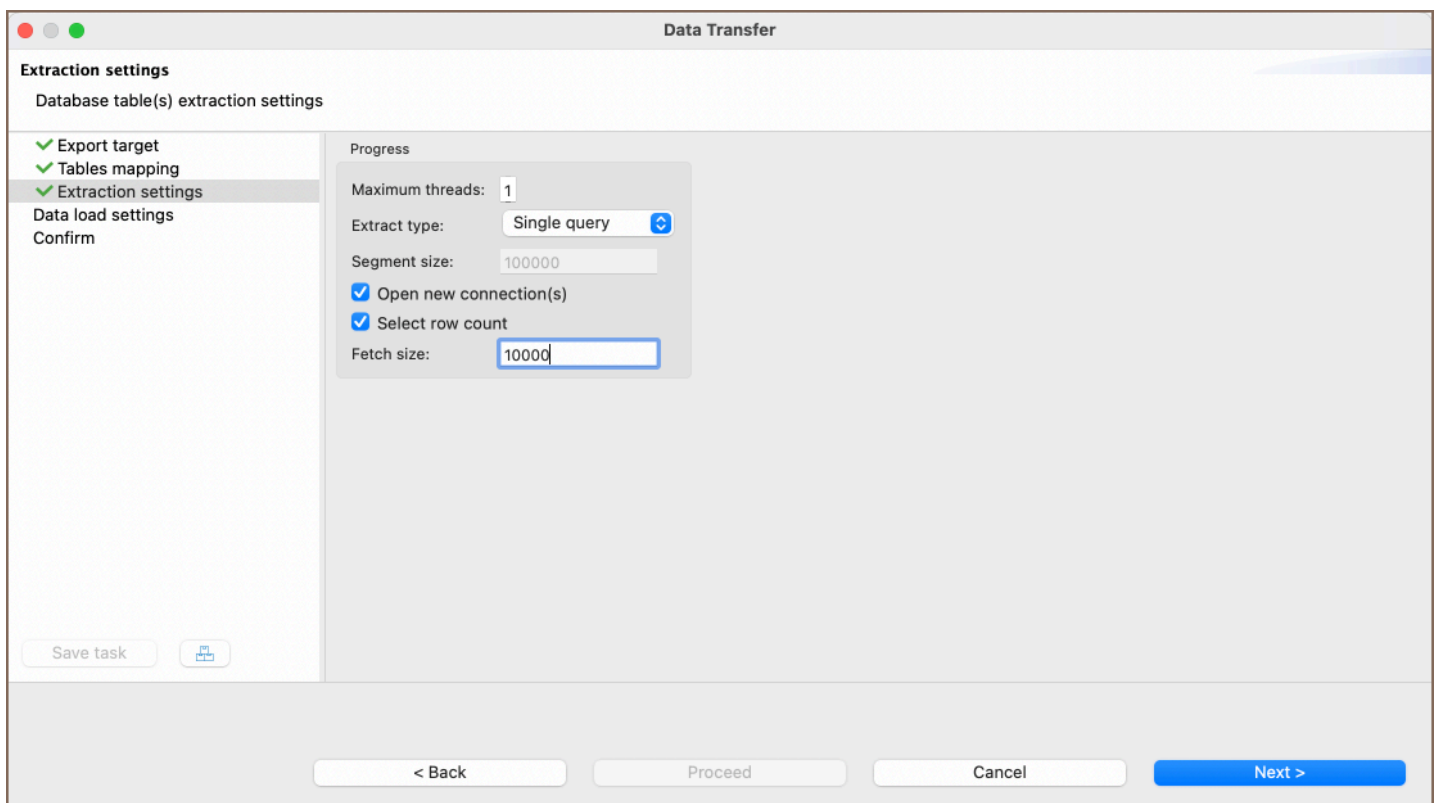 Data Transfer
Extraction settings
Database table(s) extraction settings
Export target
Tables mapping
Extraction settings
Data load settings
Confirm
Progress
Maximum threads: 1
Extract type: Single query
Segment size: 100000
Open new connection(s)
Select row count
Fetch size: 10000
Save task
< Back
Proceed
Cancel
Next >